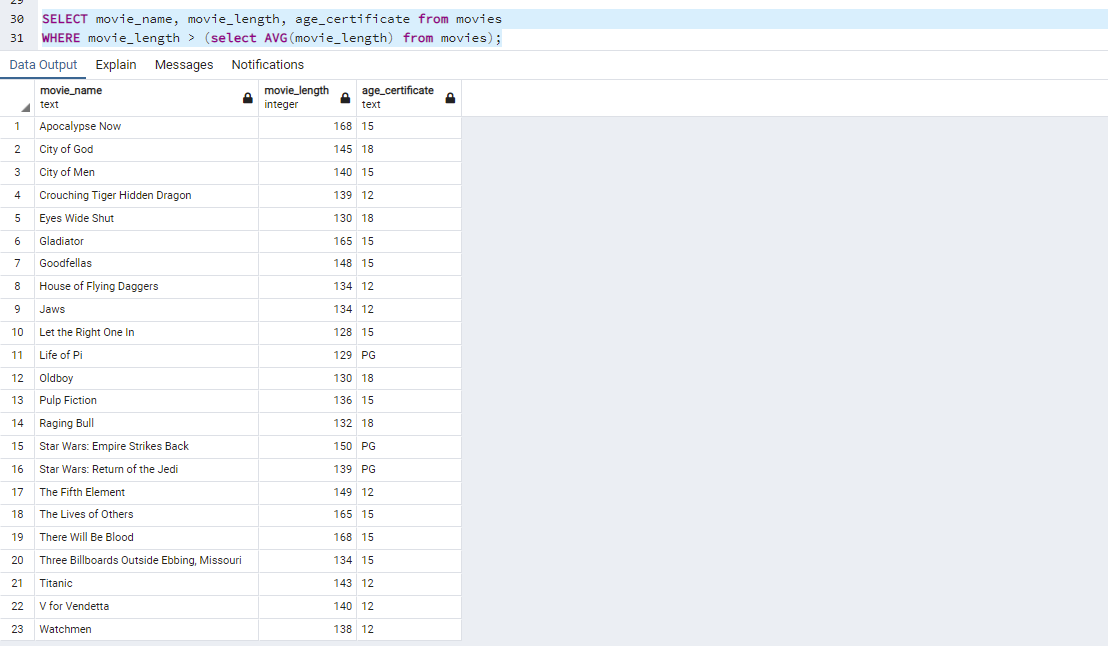 29
30 SELECT movie_name, movie_length, age_certificate from movies
31 WHERE movie_length > (select AVG(movie_length) from movies);
Data Output Explain Messages Notifications
movie_name movie_length age_certificate
text integer text
1 Apocalypse Now 168 15
2 City of God 145 18
3 City of Men 140 15
4 Crouching Tiger Hidden Dragon 139 12
5 Eyes Wide Shut 130 18
6 Gladiator 165 15
7 Goodfellas 148 15
8 House of Flying Daggers 134 12
9 Jaws 134 12
10 Let the Right One In 128 15
11 Life of Pi 129 PG
12 Oldboy 130 18
13 Pulp Fiction 136 15
14 Raging Bull 132 18
15 Star Wars: Empire Strikes Back 150 PG
16 Star Wars: Return of the Jedi 139 PG
17 The Fifth Element 149 12
18 The Lives of Others 165 15
19 There Will Be Blood 168 15
20 Three Billboards Outside Ebbing, Missouri 134 15
21 Titanic 143 12
22 V for Vendetta 140 12
23 Watchmen 138 12